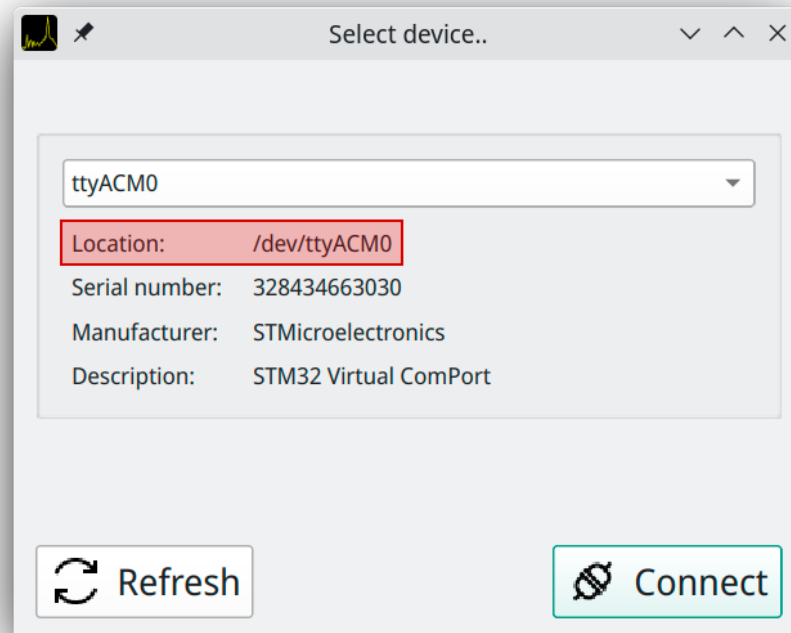 Select device..
ttyACM0
Location: /dev/ttyACM0
Serial number: 328434663030
Manufacturer: STMicroelectronics
Description: STM32 Virtual ComPort
Refresh
Connect